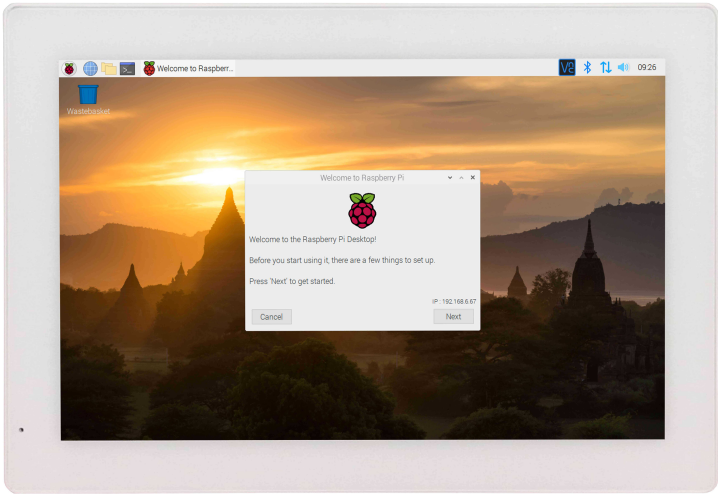 Welcome to Raspberr...
VNC
09:26
Wastebasket
Welcome to Raspberry Pi
Welcome to the Raspberry Pi Desktop!
Before you start using it, there are a few things to set up.
Press 'Next' to get started.
IP : 192.168.6.67
Cancel
Next